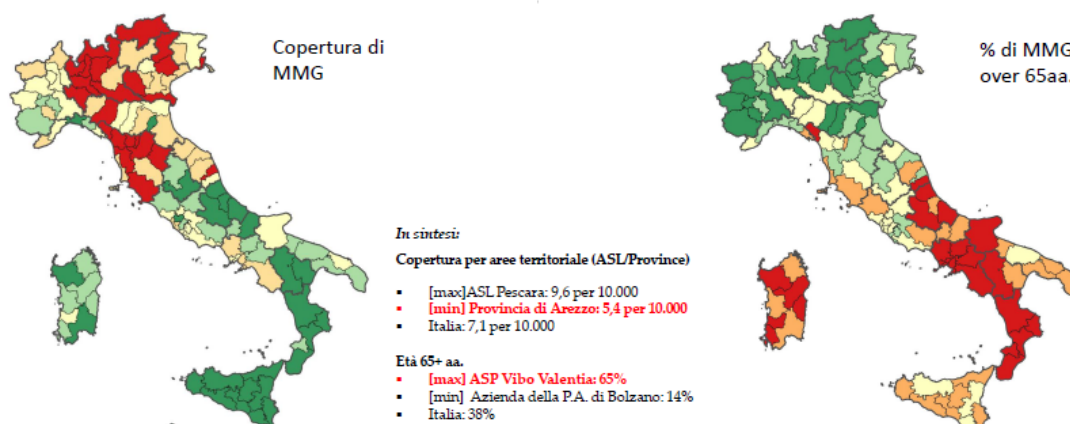 Copertura di
MMG
% di MMG
over 65aa.
In sintesi:
Copertura per aree territoriale (ASL/Province)
▪ [max]ASL Pescara: 9,6 per 10.000
▪ [min] Provincia di Arezzo: 5,4 per 10.000
▪ Italia: 7,1 per 10.000
Età 65+ aa.
▪ [max] ASP Vibo Valentia: 65%
▪ [min] Azienda della P.A. di Bolzano: 14%
▪ Italia: 38%